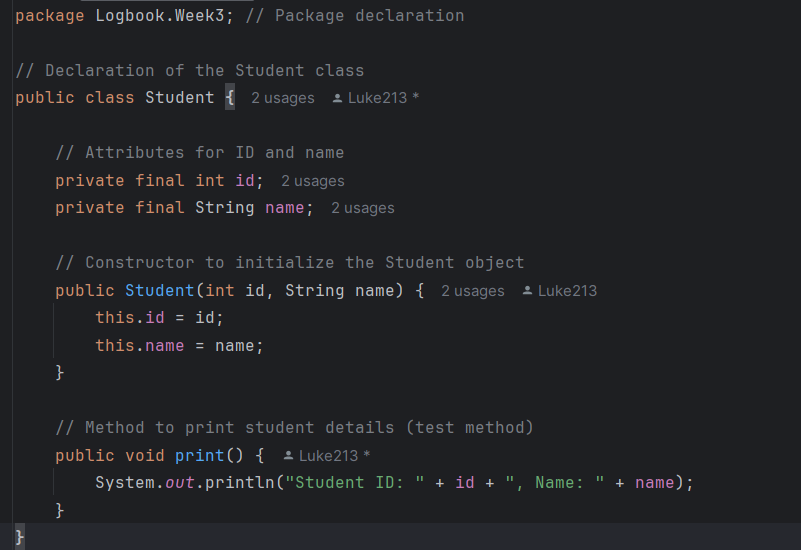 package Logbook.Week3; // Package declaration
// Declaration of the Student class
public class Student { 2 usages Luke213 *
// Attributes for ID and name
private final int id; 2 usages
private final String name; 2 usages
// Constructor to initialize the Student object
public Student(int id, String name) { 2 usages Luke213
this.id = id;
this.name = name;
}
// Method to print student details (test method)
public void print() { Luke213 *
System.out.println("Student ID: " + id + ", Name: " + name);
}
}